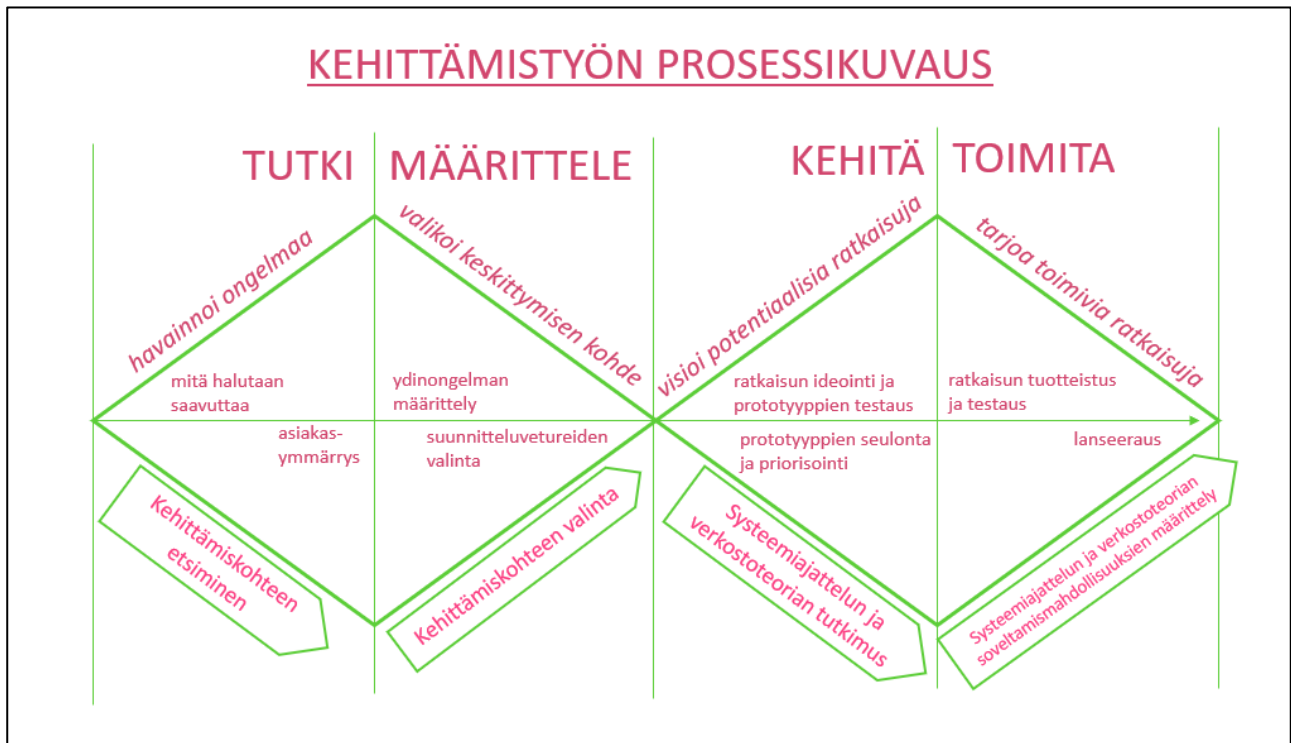 KEHITTÄMISTYÖN PROSESSIKUVAUS
TUTKI
MÄÄRITTELE
KEHITÄ
TOIMITA
havainnoi ongelmaa
valikoi keskittymisen kohde
visioi potentiaalisia ratkaisuja
tarjoa toimivia ratkaisuja
mitä halutaan
saavuttaa
ydinongelman
määrittely
ratkaisun ideointi ja
prototyyppien testaus
ratkaisun tuotteistus
ja testaus
asiakas-
ymmärrys
suunnitteluvetureiden
valinta
prototyyppien seulonta
ja priorisointi
lanseeraus
Kehittämiskohteen
etsiminen
Kehittämiskohteen valinta
Systeemiajattelun ja
verkostoteorian tutkimus
Systeemiajattelun ja verkostoteorian
soveltamismahdollisuuksien määrittely